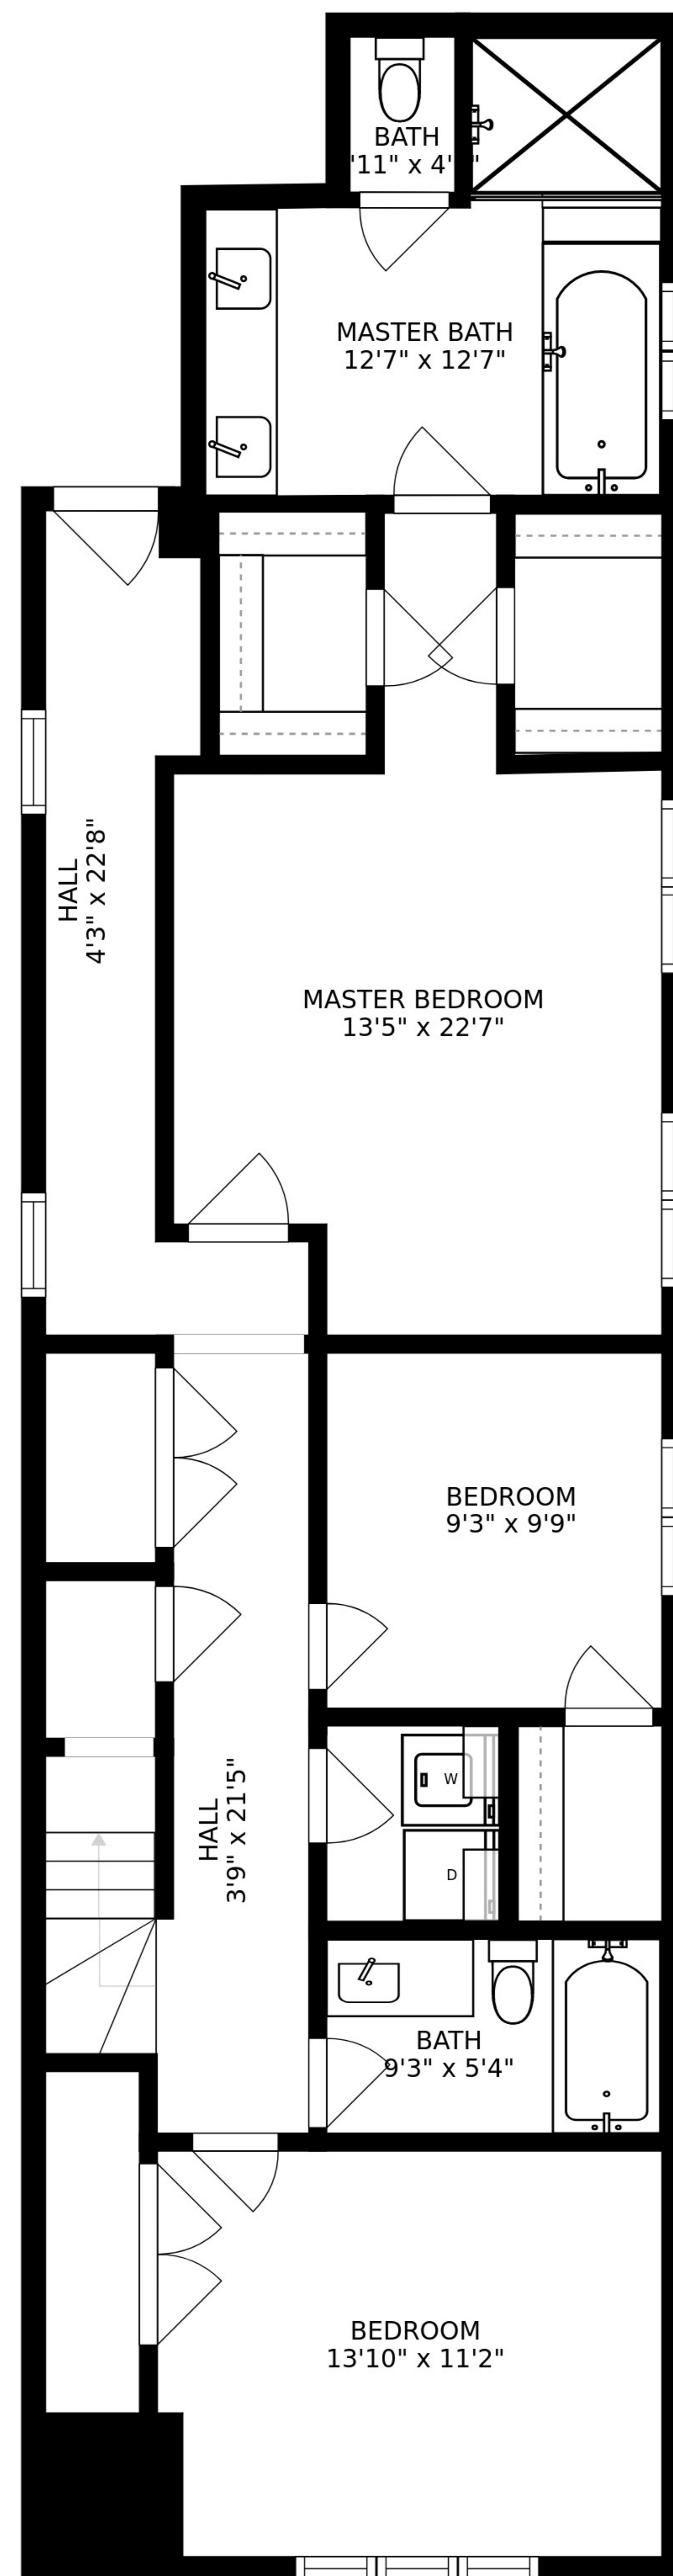 BATH
'11" x 4'
MASTER BATH
12'7" x 12'7"
HALL
4'3" x 22'8"
MASTER BEDROOM
13'5" x 22'7"
BEDROOM
9'3" x 9'9"
W
HALL
3'9" x 21'5"
D
BATH
9'3" x 5'4"
BEDROOM
13'10" x 11'2"